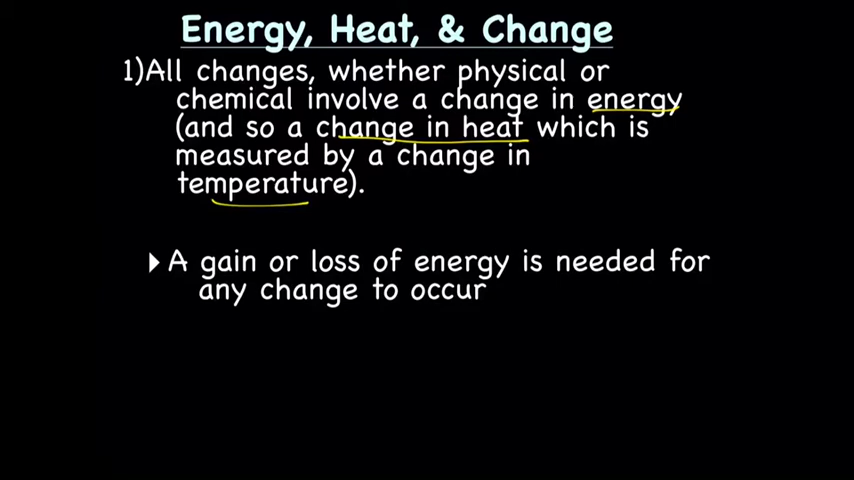 Energy, Heat, & Change
1)All changes, whether physical or
chemical involve a change in energy
(and so a change in heat which is
measured by a change in
temperature).
A gain or loss of energy is needed for
any change to occur